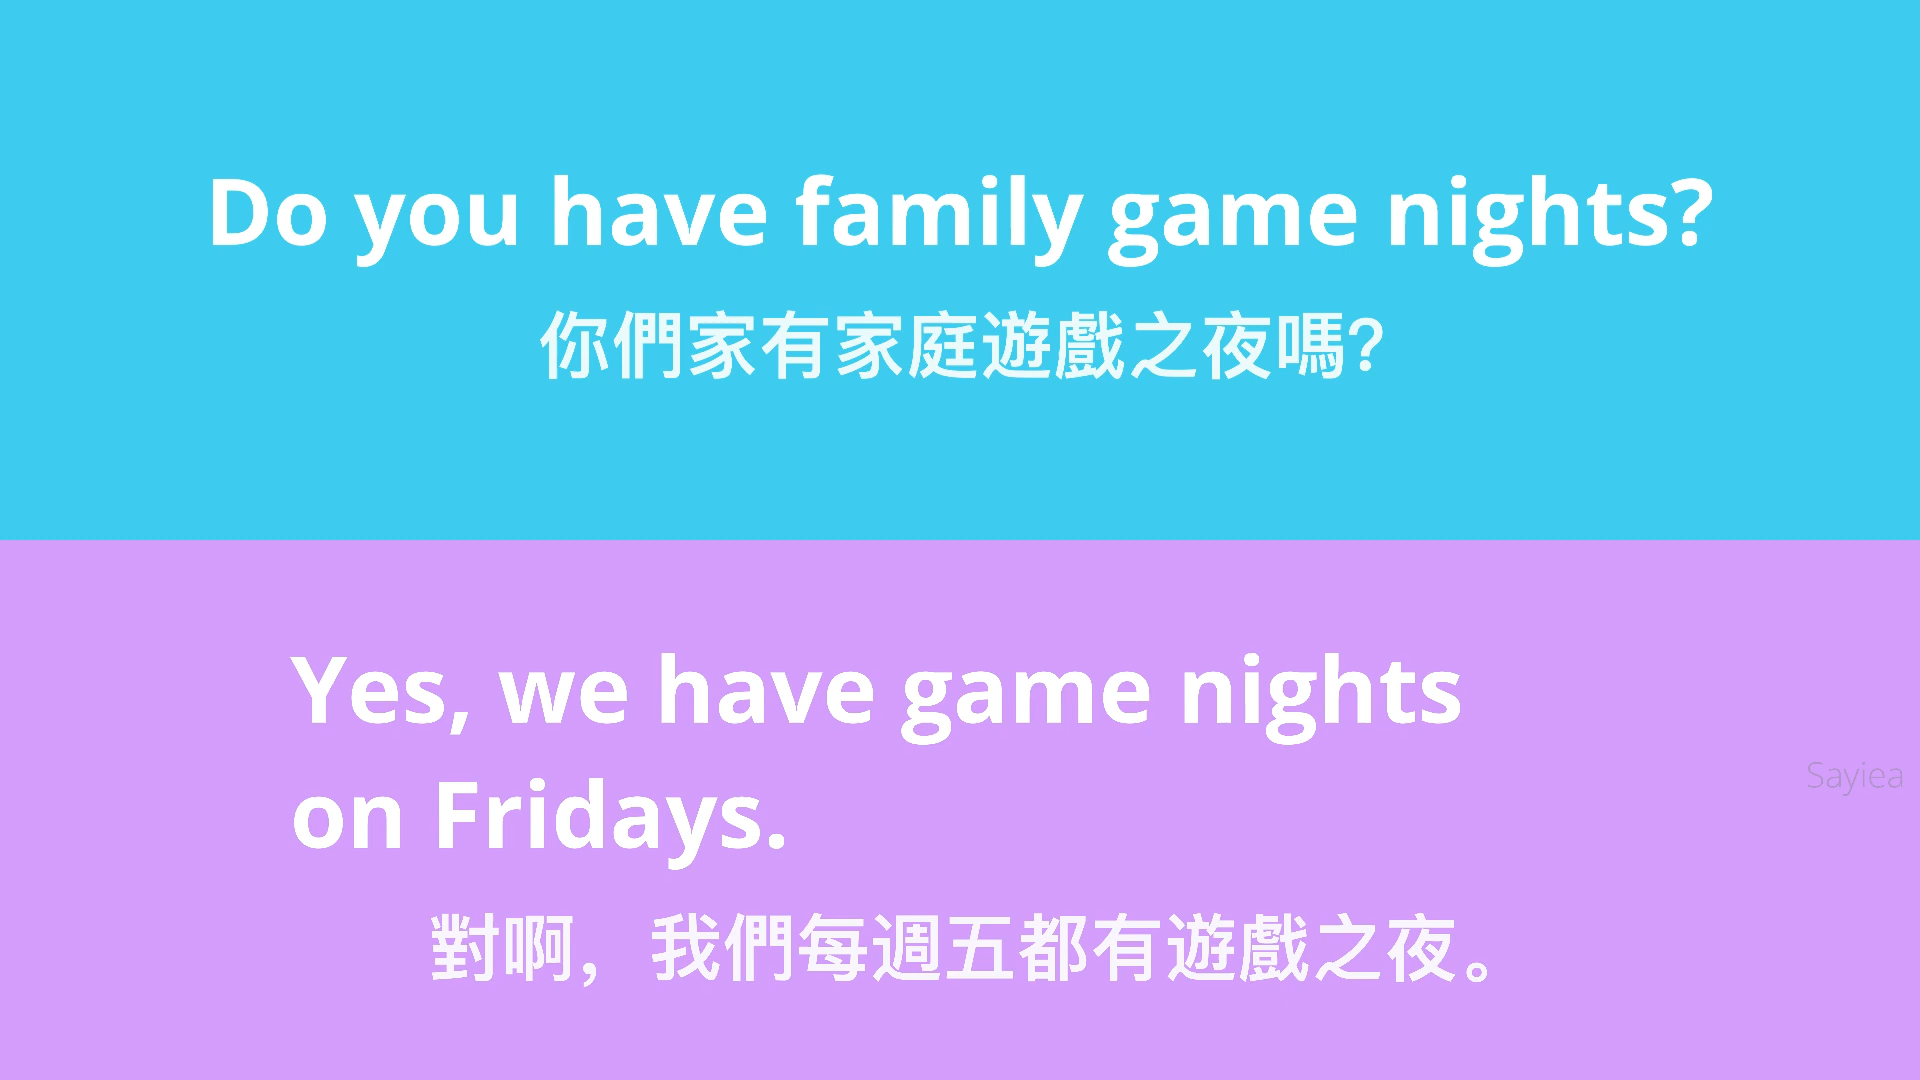 Do you have family game nights?
你們家有家庭遊戲之夜嗎?
Yes, we have game nights
on Fridays.
Sayiea
對啊，我們每週五都有遊戲之夜。